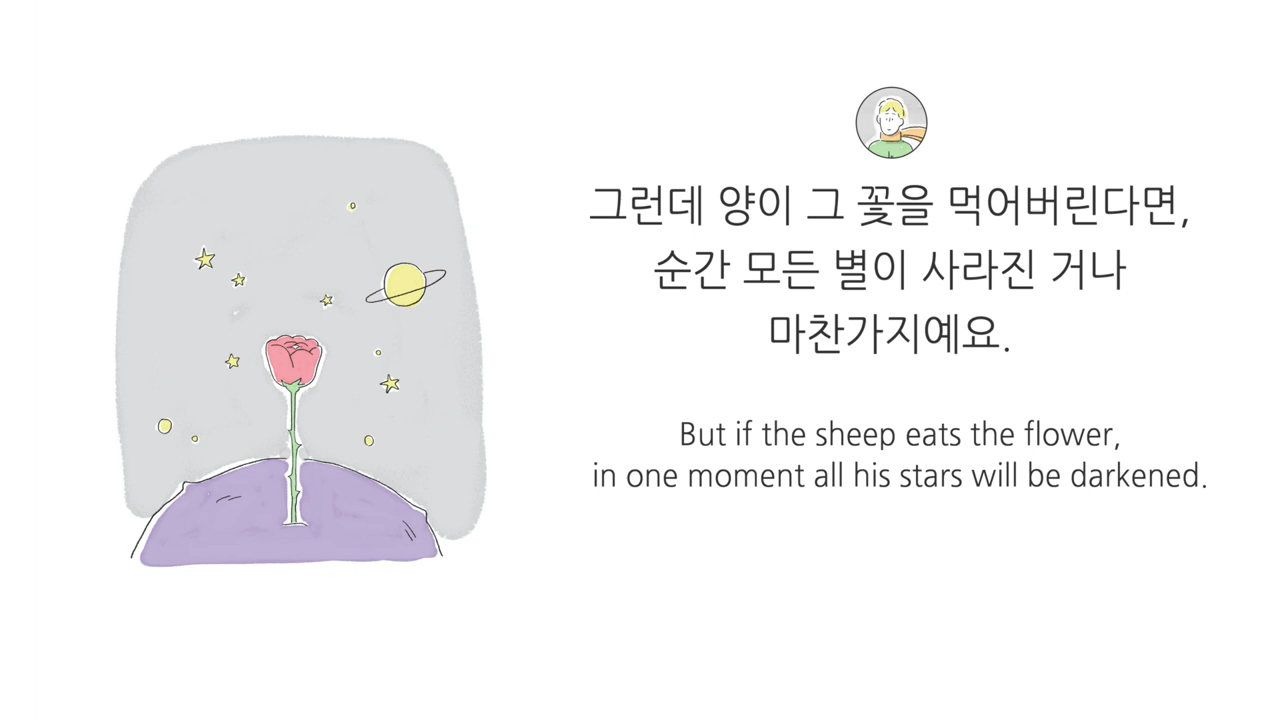 그런데 양이 그 꽃을 먹어버린다면,
순간 모든 별이 사라진 거나
마찬가지예요.
But if the sheep eats the flower,
in one moment all his stars will be darkened.